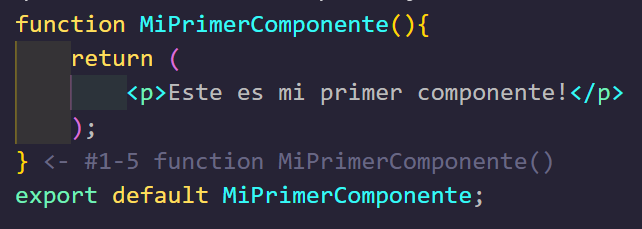 function MiPrimerComponente(){
return (
<p>Este es mi primer componente!</p>
);
} <- #1-5 function MiPrimerComponente()
export default MiPrimerComponente;